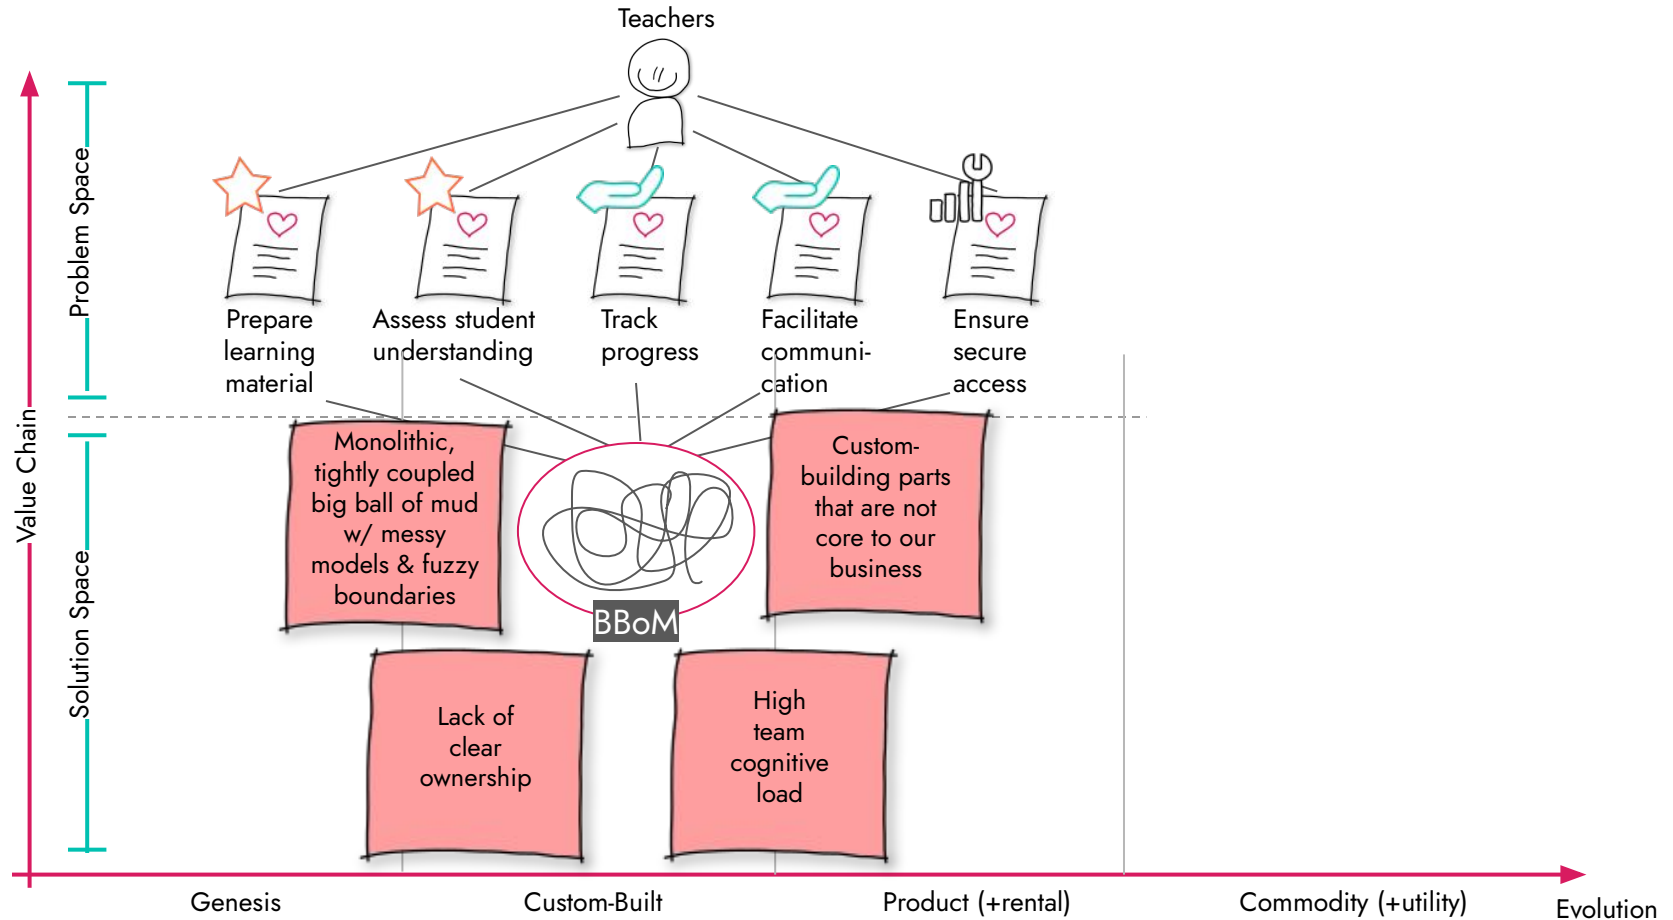 Teachers
Value Chain
Problem Space
Solution Space
Prepare
learning
material
Assess student
understanding
Track
progress
Facilitate
communi-
cation
Ensure
secure
access
Monolithic,
tightly coupled
big ball of mud
w/ messy
models & fuzzy
boundaries
BBoM
Custom-
building parts
that are not
core to our
business
Lack of
clear
ownership
High
team
cognitive
load
Genesis
Custom-Built
Product (+rental)
Commodity (+utility)
Evolution